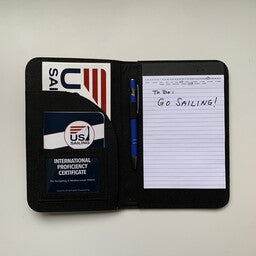 U
SAI
US
SAILING
INTERNATIONAL
PROFICIENCY
CERTIFICATE
To Do:
GO SAILING!